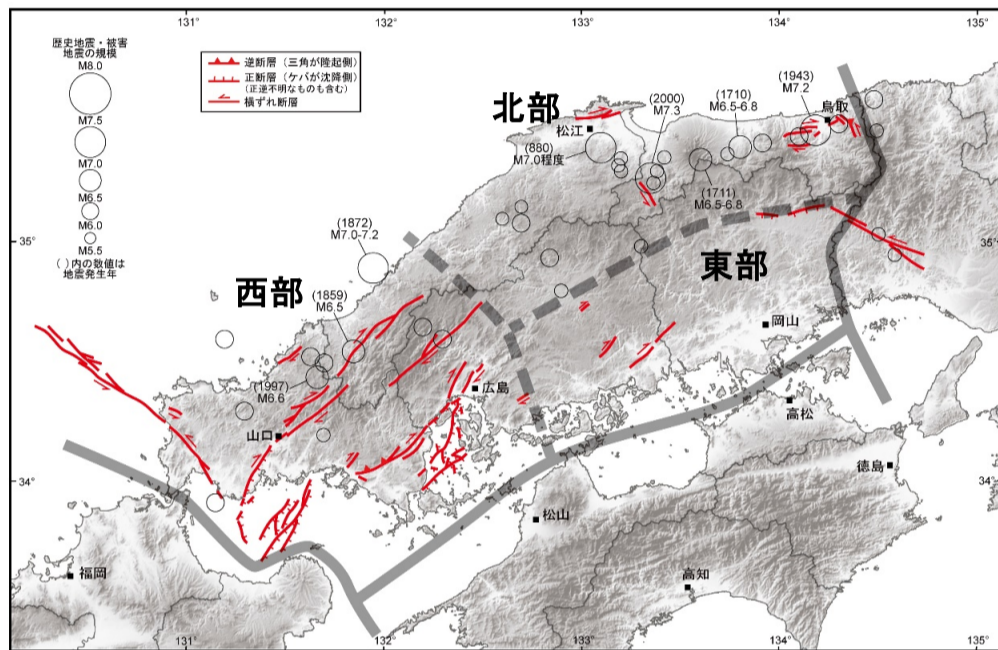 131°
132°
133°
134°
135°
歴史地震・被害
地震の規模
M8.0
M7.5
M7.0
M6.5
M6.0
M5.5
( )内の数値は
地震発生年
逆断層（三角が隆起側）
正断層（ケバが沈降側）
(正逆不明なものも含む)
横ずれ断層
北部
松江
(880)
M7.0程度
(2000)
M7.3
(1710)
M6.5-6.8
(1943)
M7.2
鳥取
(1711)
M6.5-6.8
35°
35°
(1872)
M7.0-7.2
西部
(1859)
M6.5
東部
岡山
(1997)
M6.6
広島
山口
高松
徳島
34°
34°
松山
福岡
高知
131°
132°
133°
134°
135°